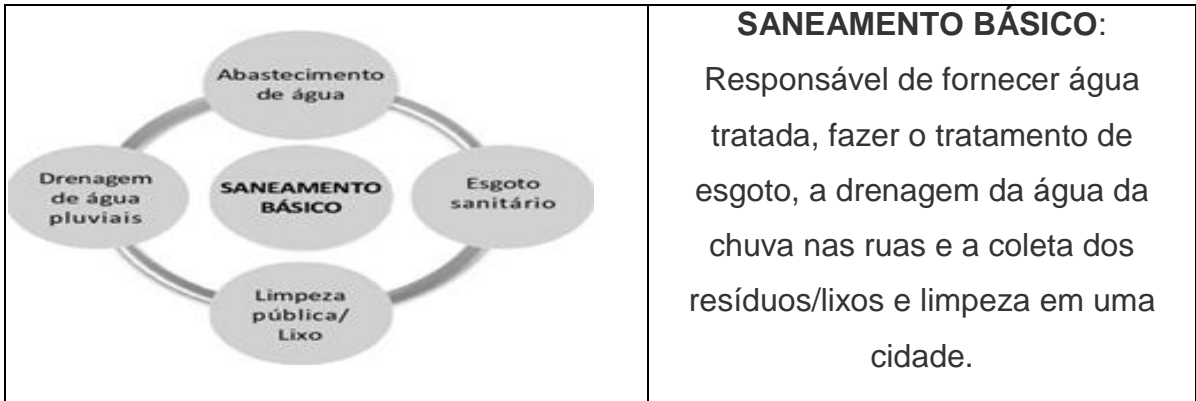 Abastecimento
de água
Drenagem
de água
pluviais
SANEAMENTO
BÁSICO
Esgoto
sanitário
Limpeza
pública/
Lixo
SANEAMENTO BÁSICO:
Responsável de fornecer água
tratada, fazer o tratamento de
esgoto, a drenagem da água da
chuva nas ruas e a coleta dos
resíduos/lixos e limpeza em uma
cidade.